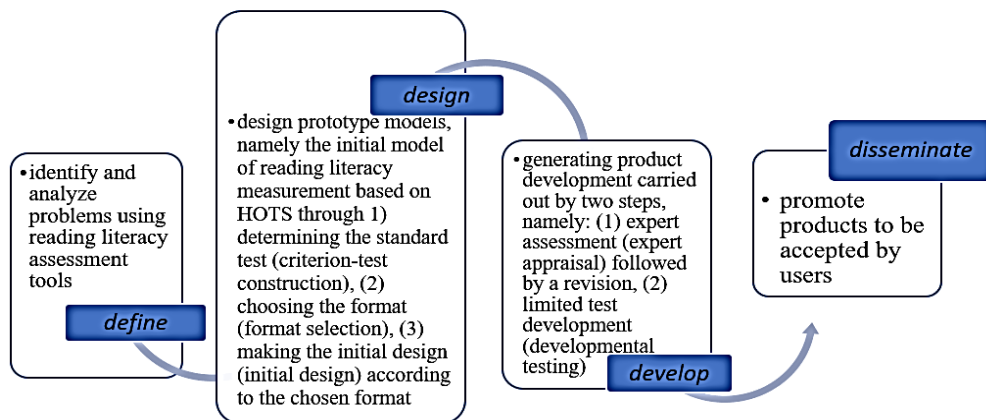 •identify and
analyze
problems using
reading literacy
assessment
tools
define
design
•design prototype models,
namely the initial model
of reading literacy
measurement based on
HOTS through 1)
determining the standard
test (criterion-test
construction), (2)
choosing the format
(format selection), (3)
making the initial design
(initial design) according
to the chosen format
•generating product
development carried
out by two steps,
namely: (1) expert
assessment (expert
appraisal) followed
by a revision, (2)
limited test
development
(developmental
testing)
develop
disseminate
• promote
products to be
accepted by
users